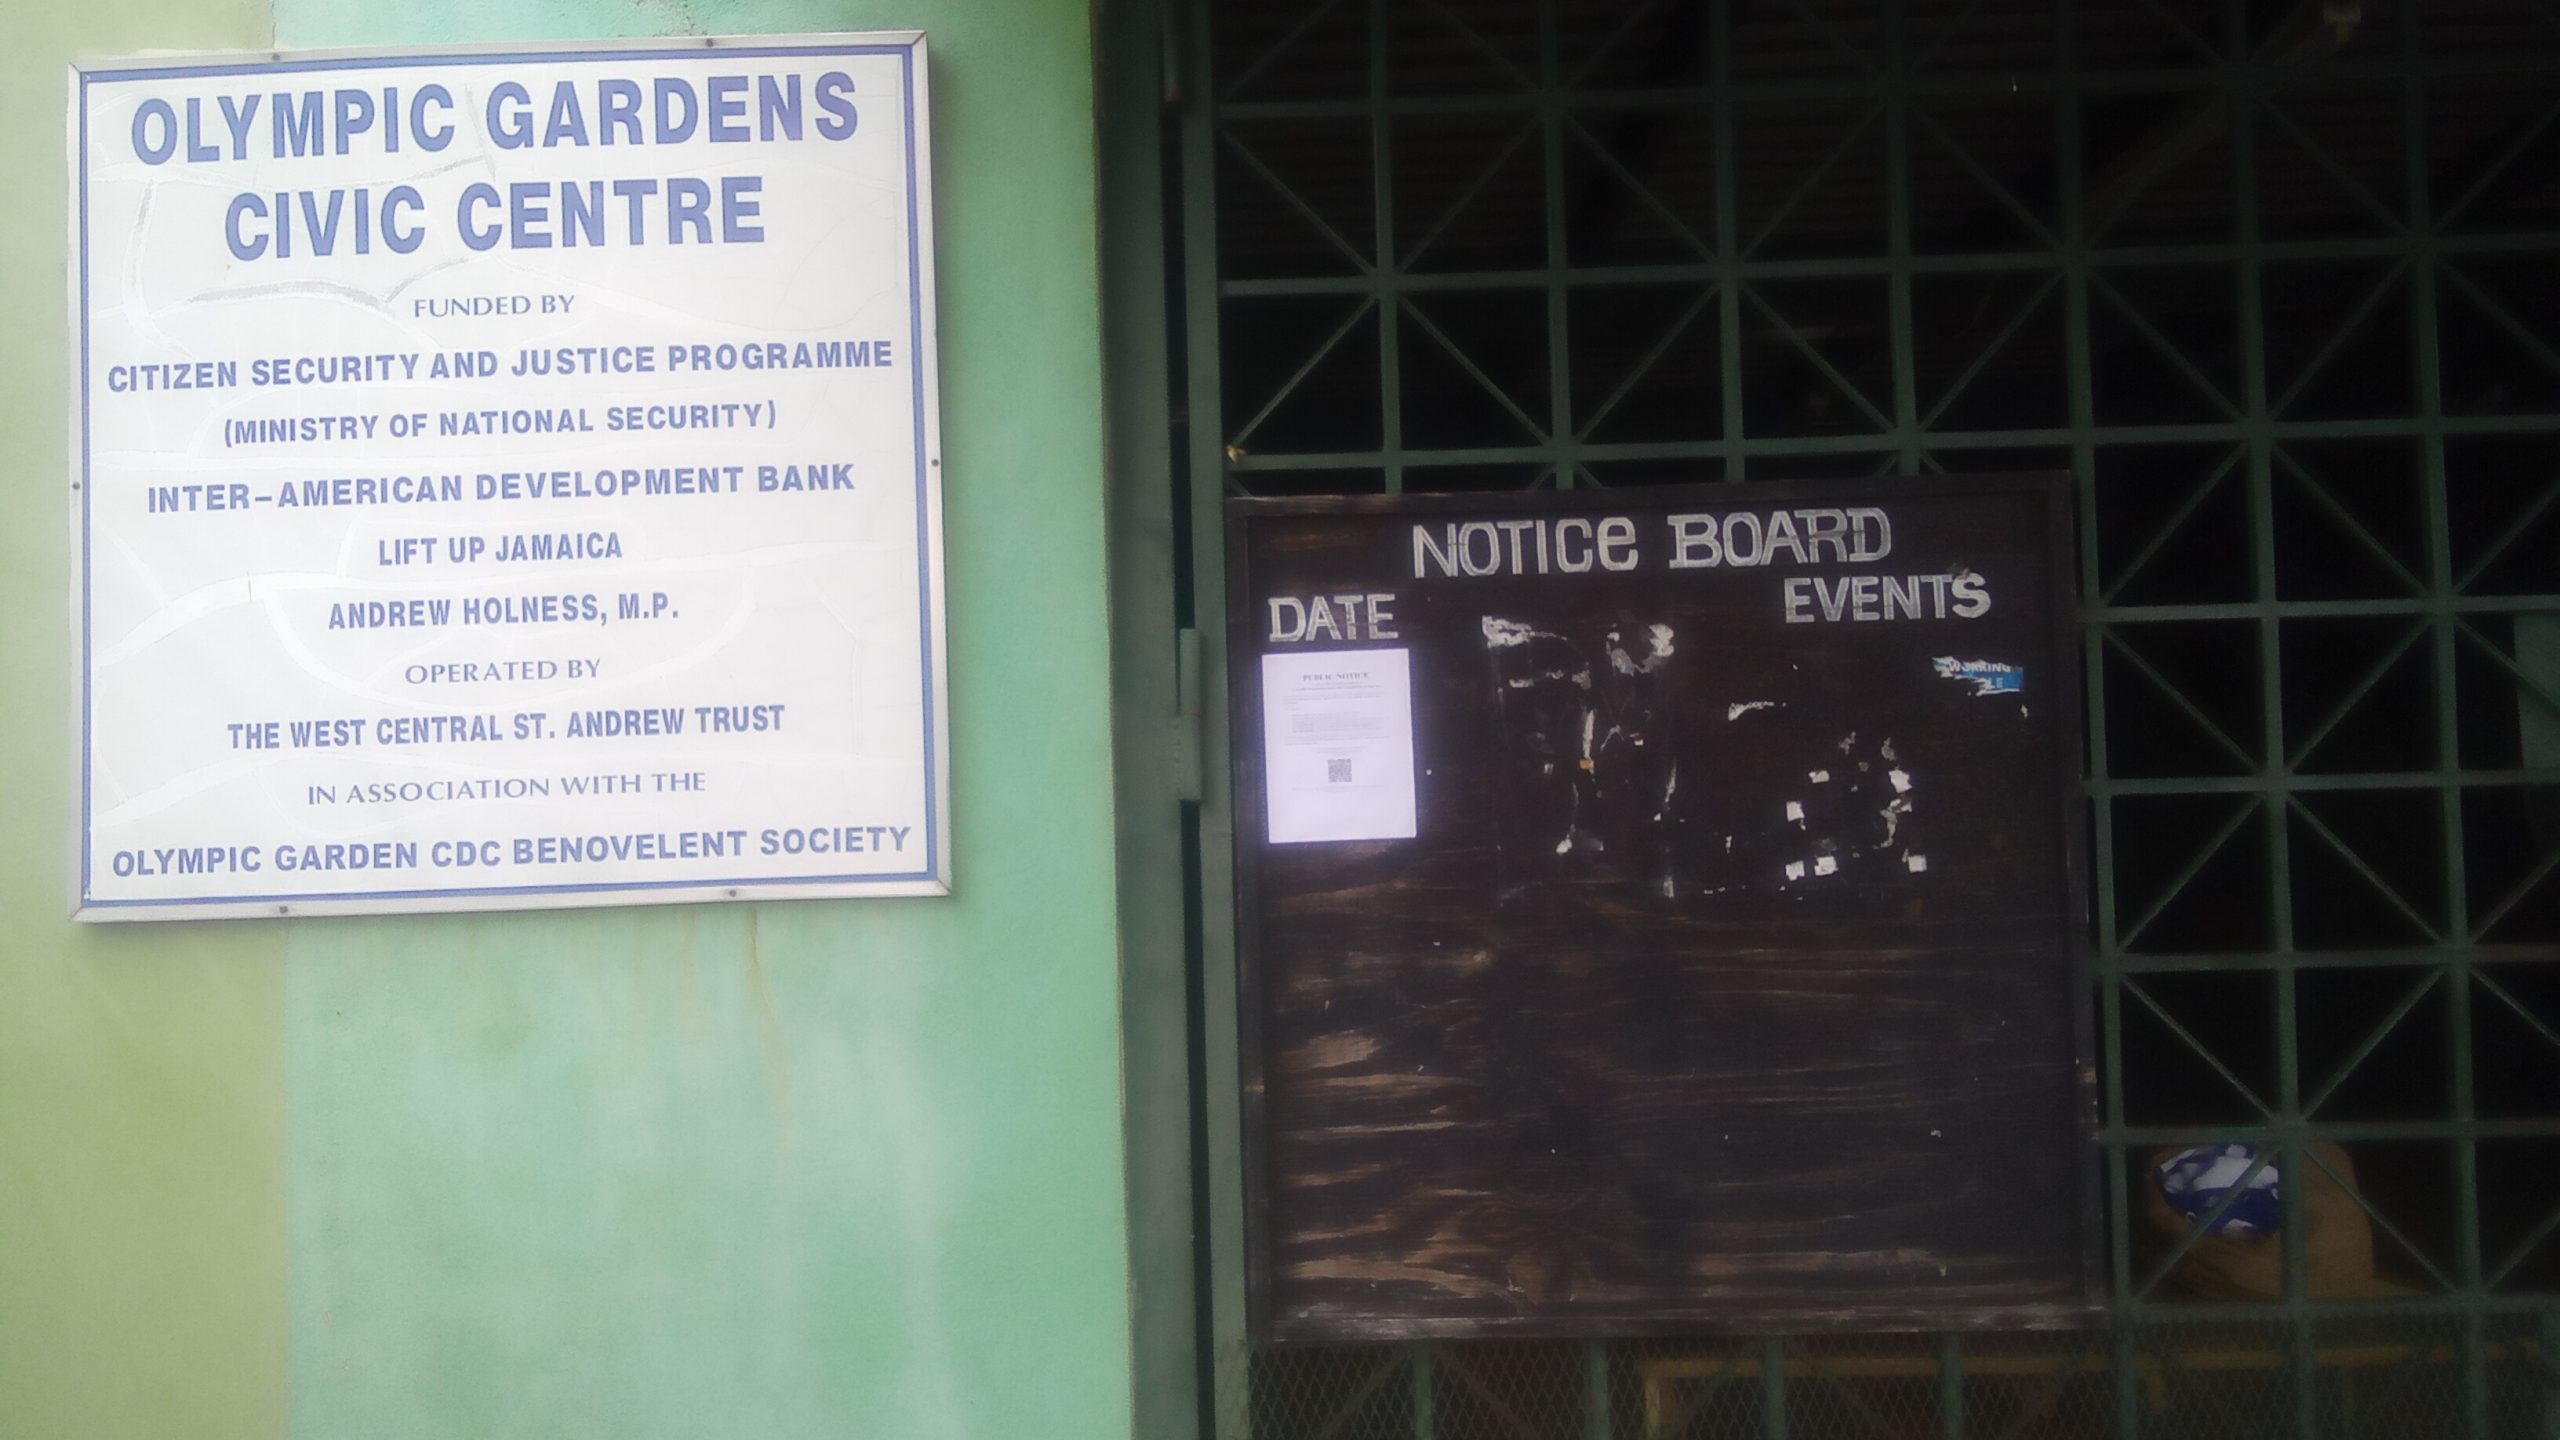 OLYMPIC GARDENS
CIVIC CENTRE
FUNDED BY
CITIZEN SECURITY AND JUSTICE PROGRAMME
(MINISTRY OF NATIONAL SECURITY)
INTER-AMERICAN DEVELOPMENT BANK
LIFT UP JAMAICA
ANDREW HOLNESS, M.P.
OPERATED BY
THE WEST CENTRAL ST. ANDREW TRUST
IN ASSOCIATION WITH THE
OLYMPIC GARDEN CDC BENOVELENT SOCIETY
NOTICe BOARD
EVENTS
DATE
PUBLIC NOTICE
WORKING